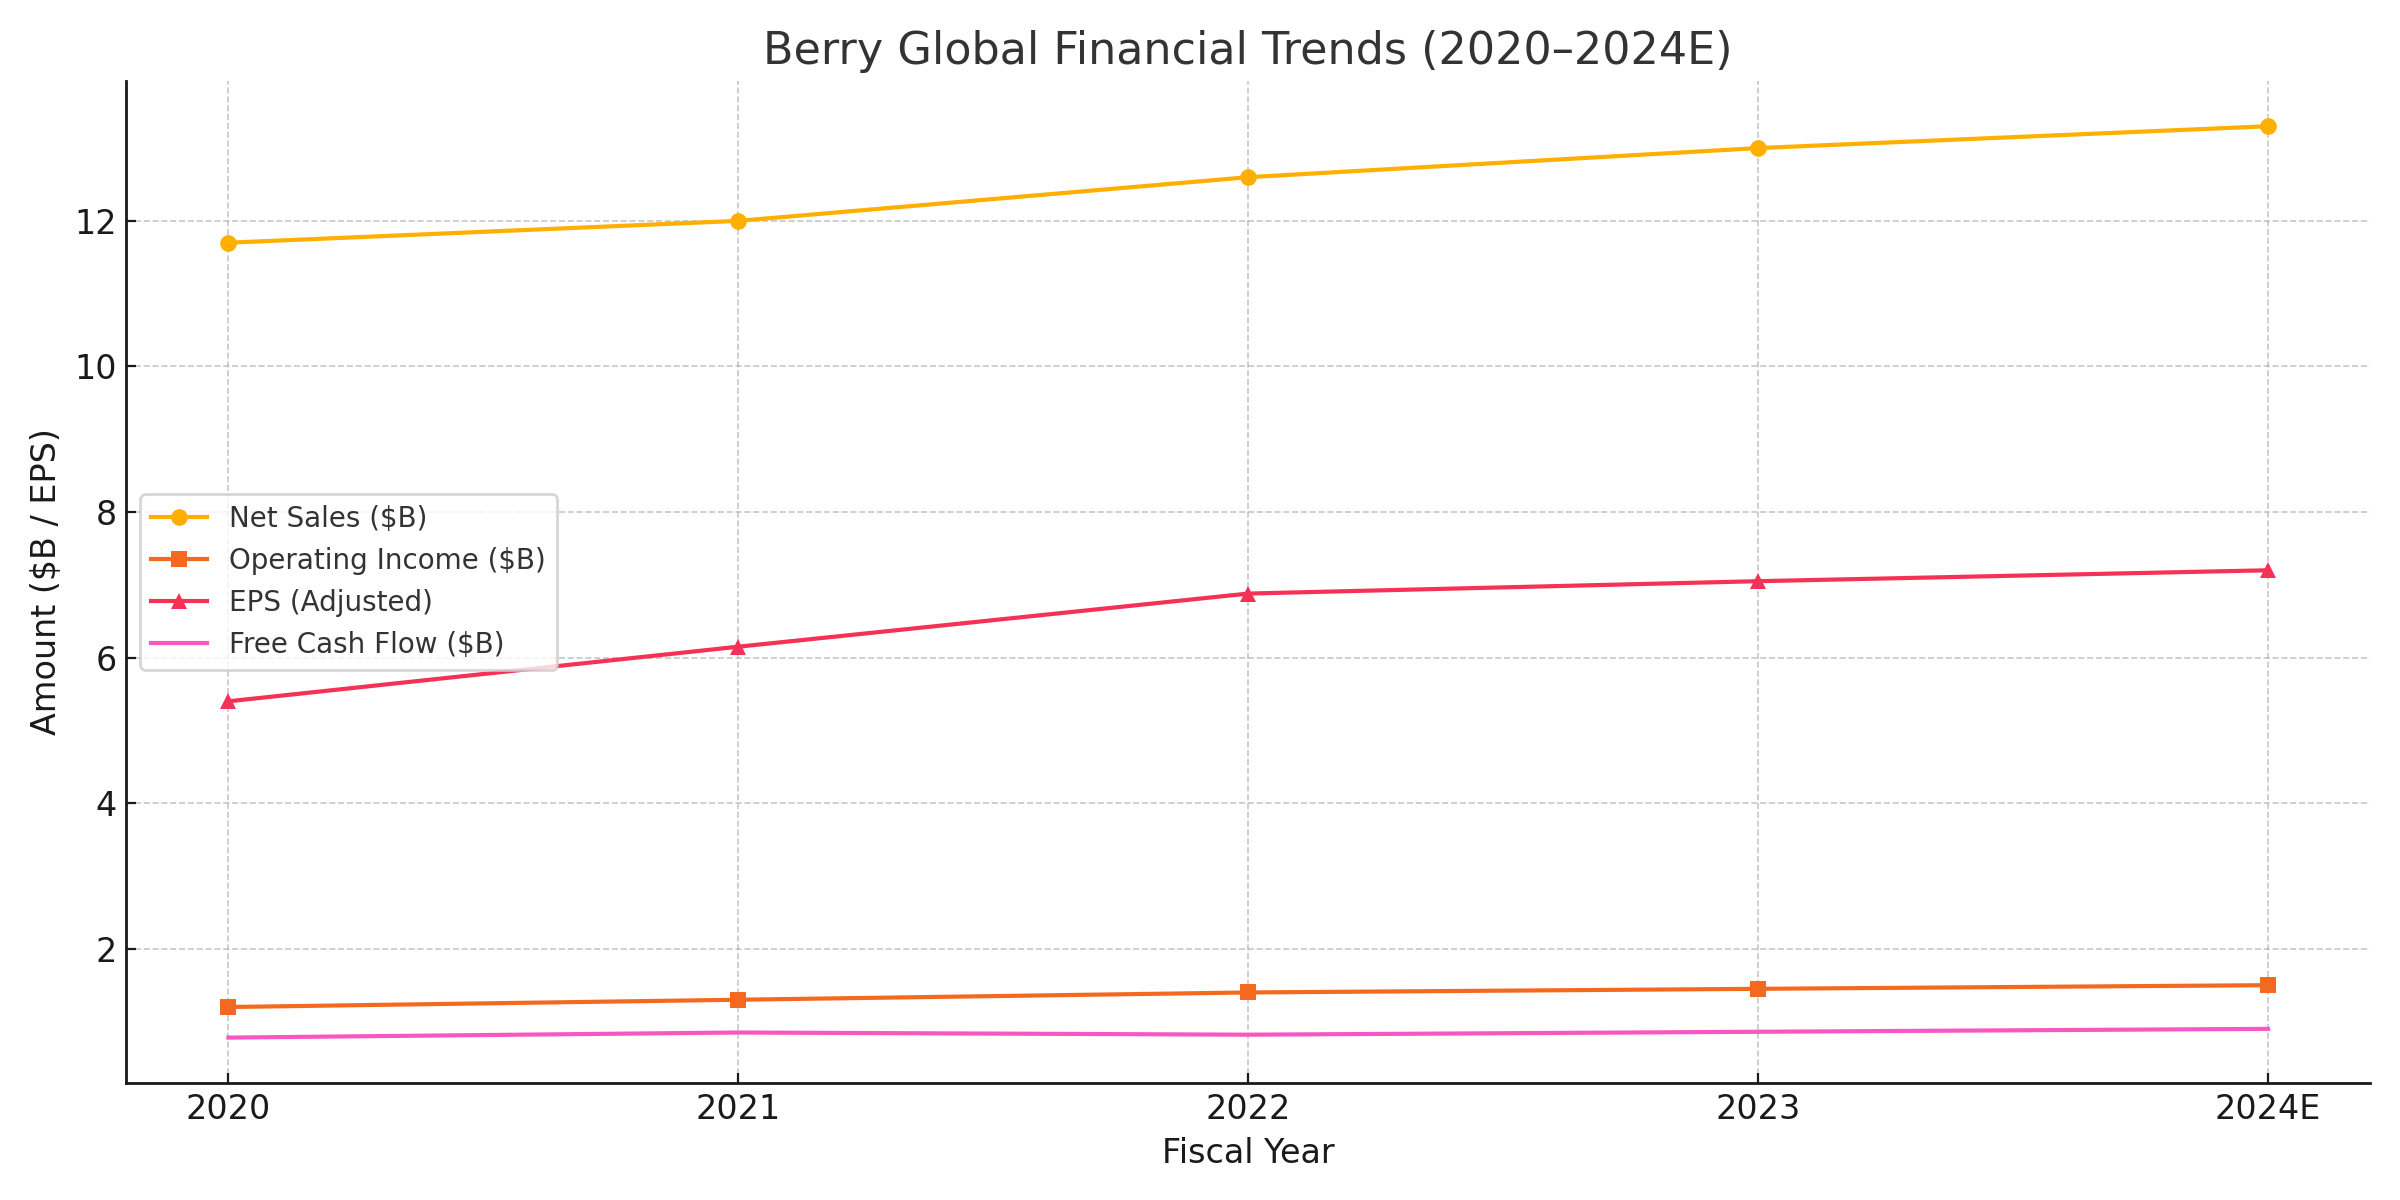 Berry Global Financial Trends (2020–2024E)
Amount ($B / EPS)
12
10
8
6
4
2
Net Sales ($B)
Operating Income ($B)
EPS (Adjusted)
Free Cash Flow ($B)
2020
2021
2022
2023
2024E
Fiscal Year